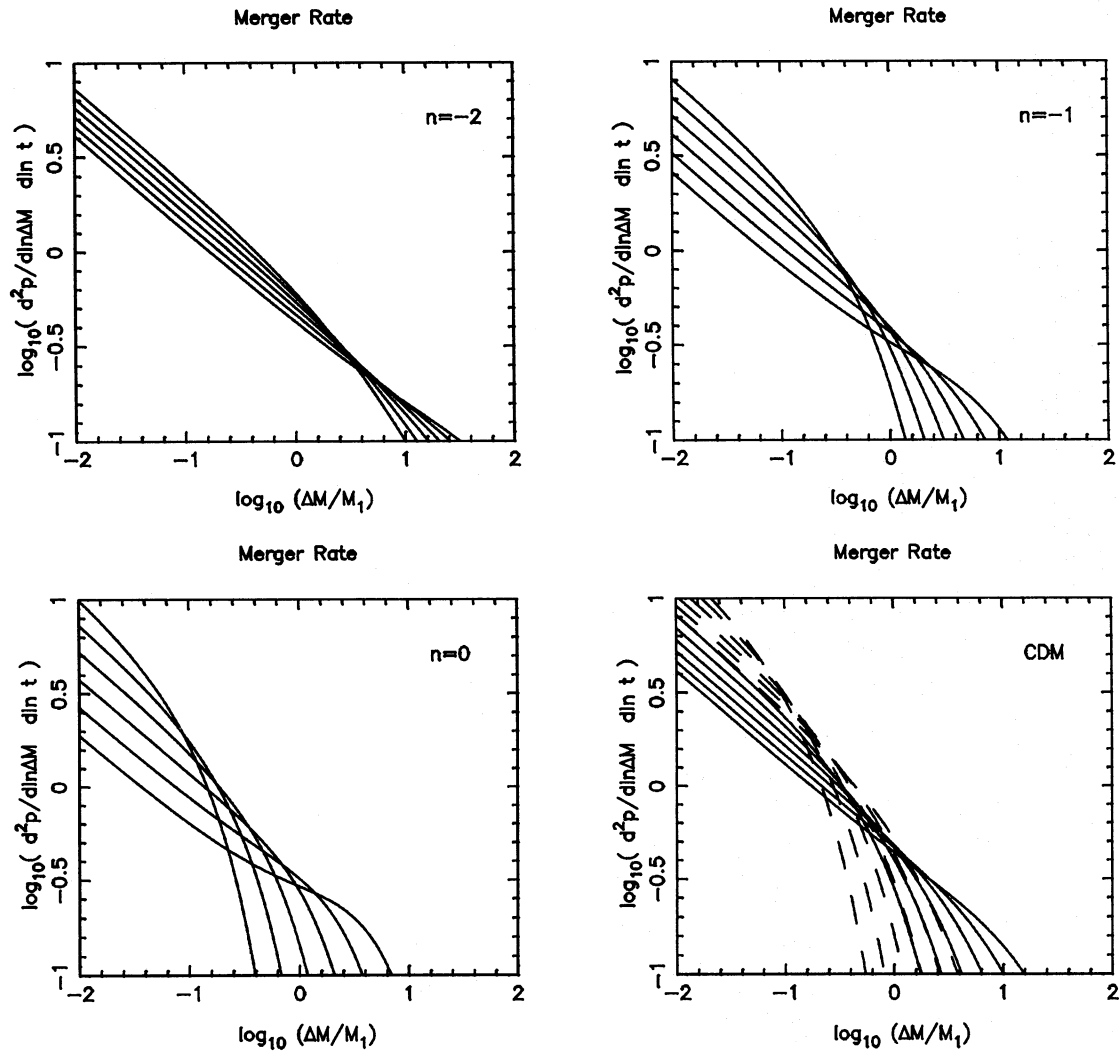 Merger Rate
1
0.5
0
−0.5
−1
log10( d²p/dlnΔM dln t )
n=−2
−2
−1
0
1
2
log10 (ΔM/M1)
Merger Rate
1
0.5
0
−0.5
−1
log10( d²p/dlnΔM dln t )
n=−1
−2
−1
0
1
2
log10 (ΔM/M1)
Merger Rate
1
0.5
0
−0.5
−1
log10( d²p/dlnΔM dln t )
n=0
−2
−1
0
1
2
log10 (ΔM/M1)
Merger Rate
1
0.5
0
−0.5
−1
log10( d²p/dlnΔM dln t )
CDM
−2
−1
0
1
2
log10 (ΔM/M1)